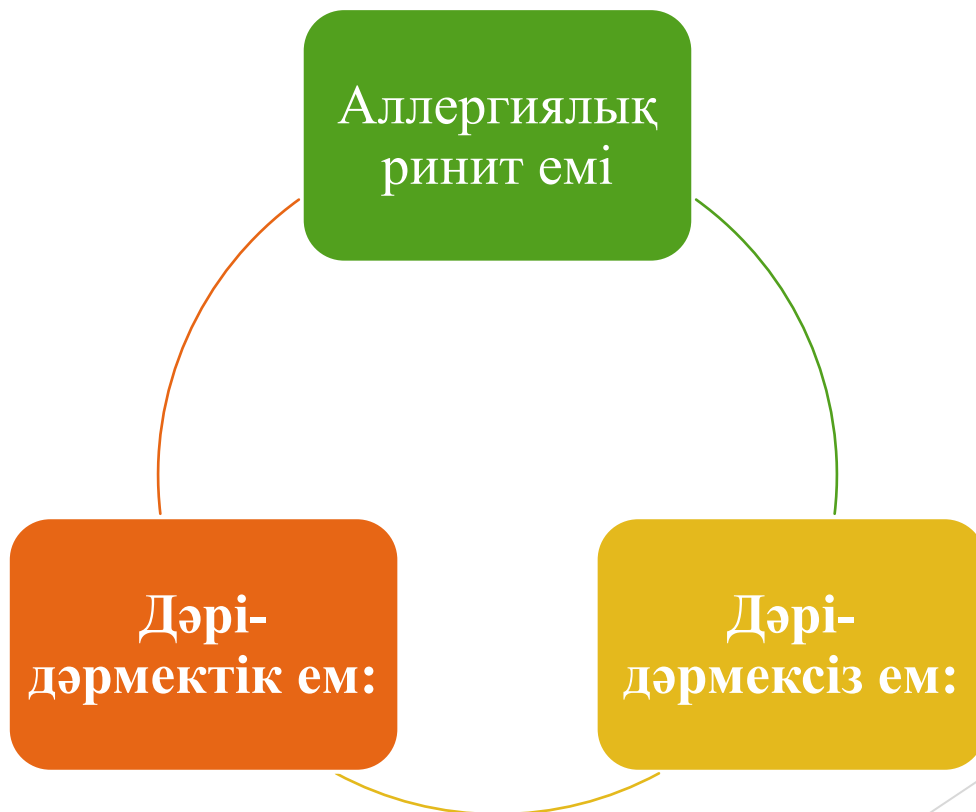 Аллергиялық
ринит емі
Дәрі-
дәрмектік ем:
Дәрі-
дәрмексіз ем: